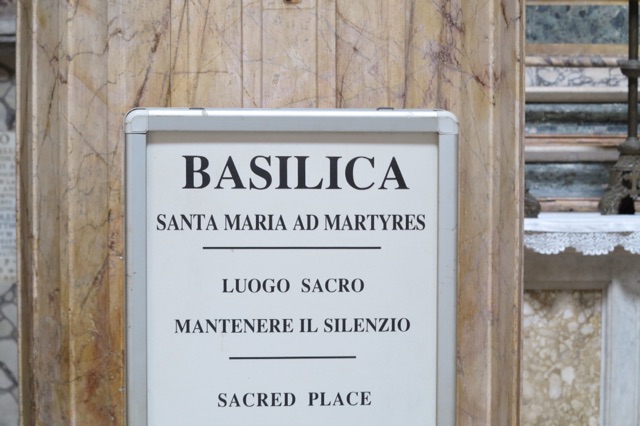 BASILICA
SANTA MARIA AD MARTYRES
LUOGO SACRO
MANTENERE IL SILENZIO
SACRED PLACE